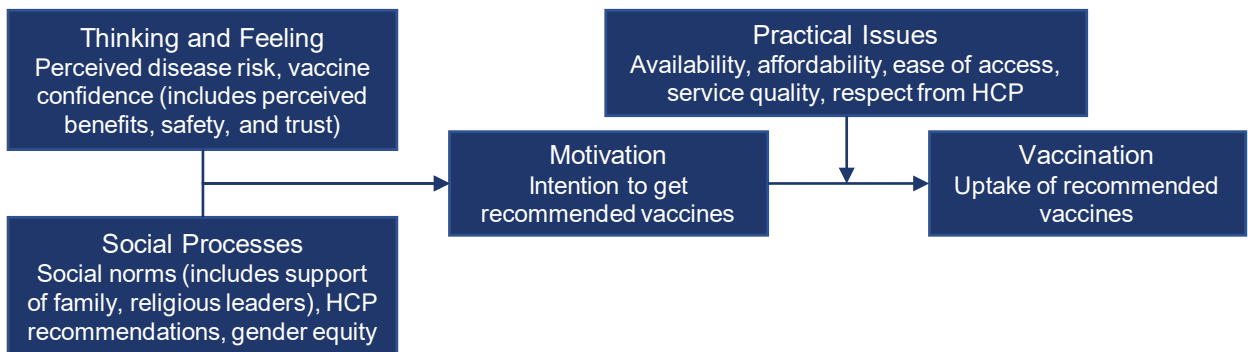 Thinking and Feeling
Perceived disease risk, vaccine
confidence (includes perceived
benefits, safety, and trust)
Social Processes
Social norms (includes support
of family, religious leaders), HCP
recommendations, gender equity
Motivation
Intention to get
recommended vaccines
Practical Issues
Availability, affordability, ease of access,
service quality, respect from HCP
Vaccination
Uptake of recommended
vaccines